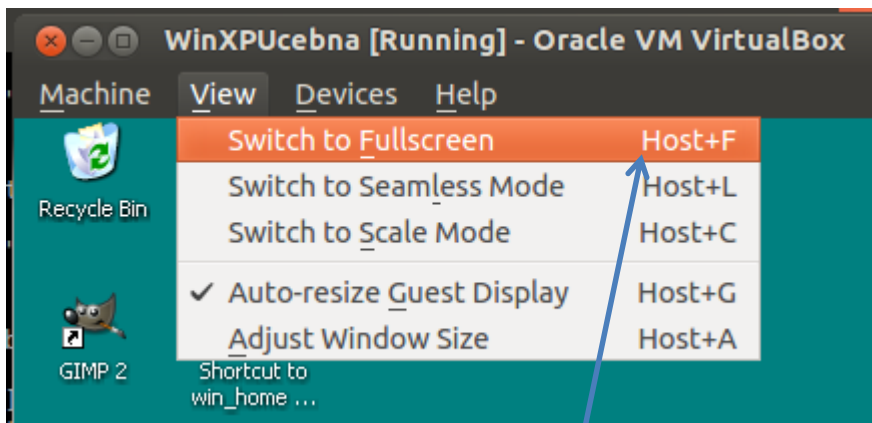 WinXPUcebna [Running] - Oracle VM VirtualBox
Machine View Devices Help
Switch to Fullscreen Host+F
Switch to Seamless Mode Host+L
Switch to Scale Mode Host+C
Auto-resize Guest Display Host+G
Adjust Window Size Host+A
Recycle Bin
GIMP 2
Shortcut to
win_home ...